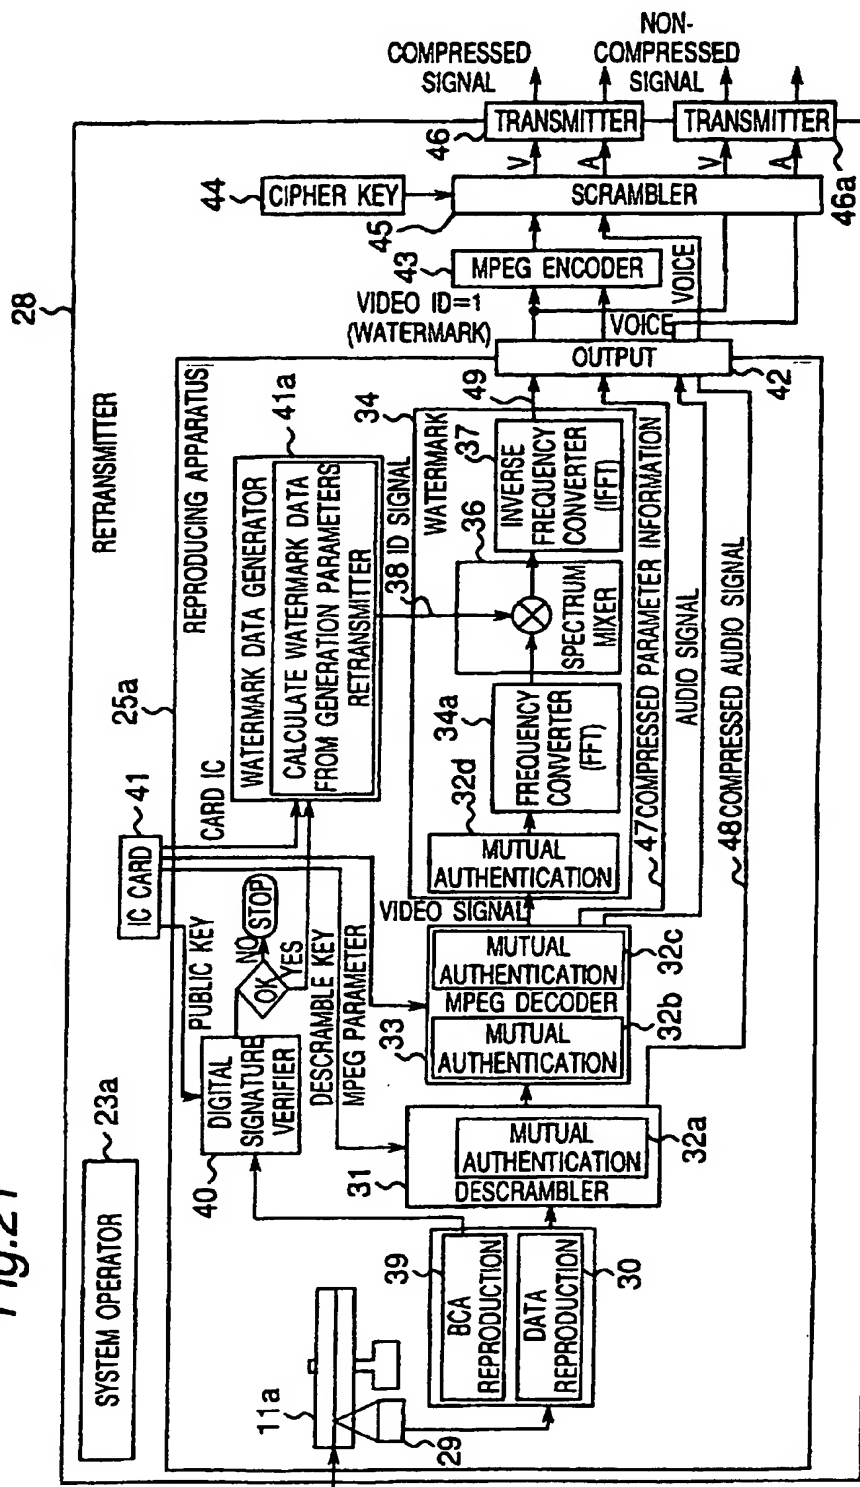 Fig.21
SYSTEM OPERATOR
23a
RETRANSMITTER
28
REPRODUCING APPARATUS
25a
11a
29
BCA
REPRODUCTION
39
DATA
REPRODUCTION
30
DIGITAL
SIGNATURE
VERIFIER
40
PUBLIC KEY
IC CARD
41
OK
NO
STOP
YES
CARD IC
DESCRAMBLE KEY
MPEG PARAMETER
MUTUAL
AUTHENTICATION
32a
DESCRAMBLER
31
MUTUAL
AUTHENTICATION
32b
MPEG DECODER
33
MUTUAL
AUTHENTICATION
32c
VIDEO SIGNAL
WATERMARK DATA GENERATOR
CALCULATE WATERMARK DATA
FROM GENERATION PARAMETERS
RETRANSMITTER
41a
38 ID SIGNAL
WATERMARK
34
MUTUAL
AUTHENTICATION
32d
FREQUENCY
CONVERTER
(FFT)
34a
SPECTRUM
MIXER
36
INVERSE
FREQUENCY
CONVERTER
(IFFT)
37
49
47 COMPRESSED PARAMETER INFORMATION
AUDIO SIGNAL
48 COMPRESSED AUDIO SIGNAL
OUTPUT
42
VIDEO ID=1
(WATERMARK)
VOICE
VOICE
MPEG ENCODER
43
CIPHER KEY
44
SCRAMBLER
45
V
A
V
A
TRANSMITTER
46
TRANSMITTER
46a
COMPRESSED
SIGNAL
NON-
COMPRESSED
SIGNAL